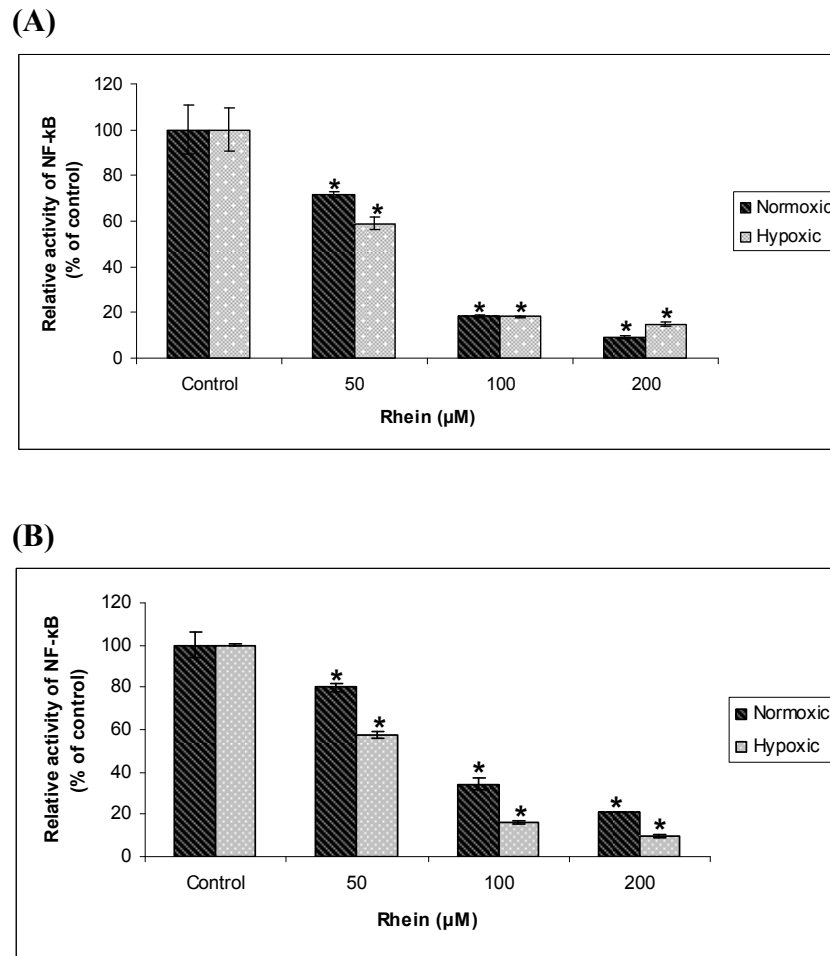 (A)
Relative activity of NF-kB
(% of control)
120
100
80
60
40
20
0
*
*
*
*
*
*
Control
50
100
200
Rhein (µM)
Normoxic
Hypoxic
(B)
Relative activity of NF-κB
(% of control)
120
100
80
60
40
20
0
*
*
*
*
*
*
Control
50
100
200
Rhein (µM)
Normoxic
Hypoxic